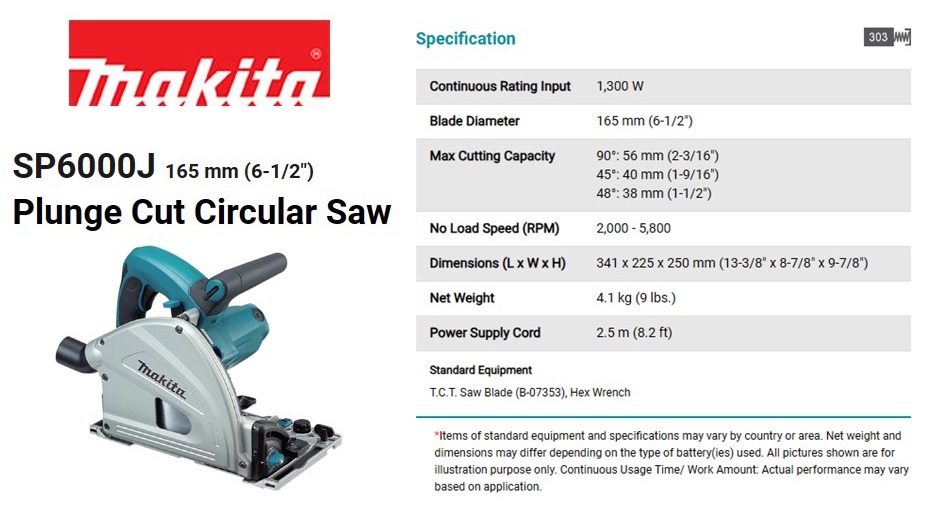 makita®
SP6000J 165 mm (6-1/2")
Plunge Cut Circular Saw
makita
Specification
303
Continuous Rating Input 1,300 W
Blade Diameter 165 mm (6-1/2")
Max Cutting Capacity 90°: 56 mm (2-3/16")
45°: 40 mm (1-9/16")
48°: 38 mm (1-1/2")
No Load Speed (RPM) 2,000 - 5,800
Dimensions (L x W x H) 341 x 225 x 250 mm (13-3/8" x 8-7/8" x 9-7/8")
Net Weight 4.1 kg (9 lbs.)
Power Supply Cord 2.5 m (8.2 ft)
Standard Equipment
T.C.T. Saw Blade (B-07353), Hex Wrench
*Items of standard equipment and specifications may vary by country or area. Net weight and
dimensions may differ depending on the type of battery(ies) used. All pictures shown are for
illustration purpose only. Continuous Usage Time/ Work Amount: Actual performance may vary
based on application.